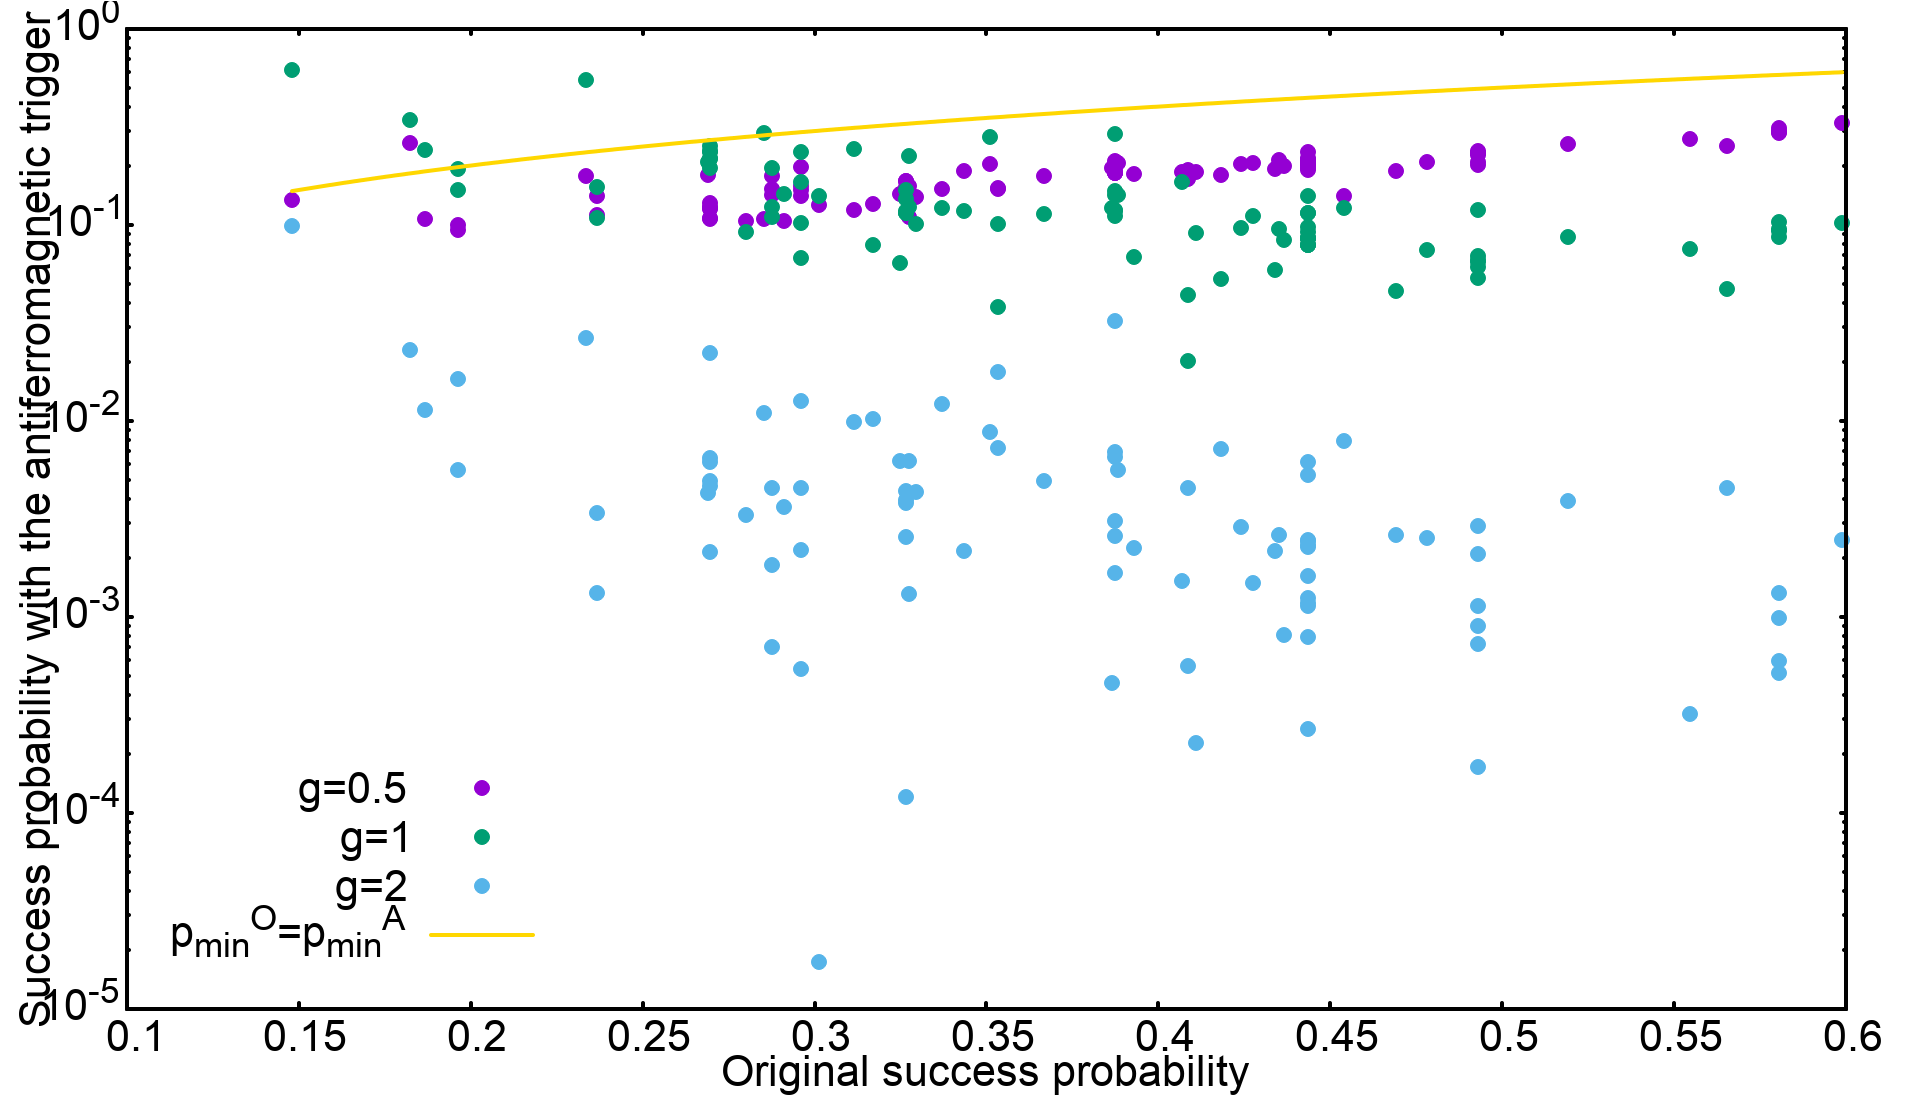 Success probability with the antiferromagnetic trigger
10^0
10^-1
10^-2
10^-3
10^-4
10^-5
g=0.5
g=1
g=2
p_min^O=p_min^A
0.1 0.15 0.2 0.25 0.3 0.35 0.4 0.45 0.5 0.55 0.6
Original success probability